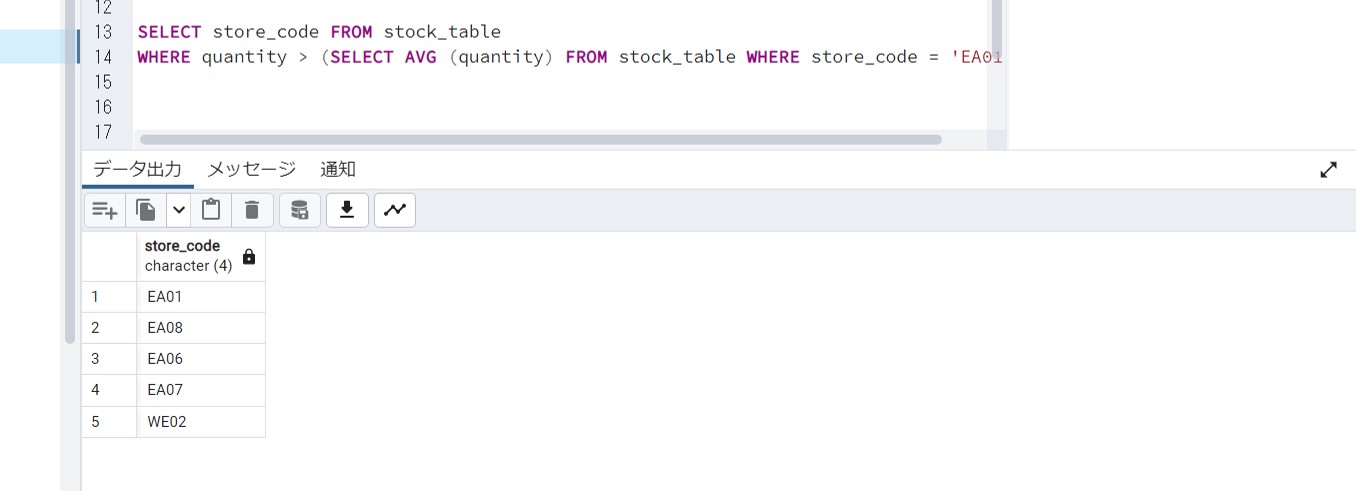 12
13 SELECT store_code FROM stock_table
14 WHERE quantity > (SELECT AVG (quantity) FROM stock_table WHERE store_code = 'EA01
15
16
17
データ出力 メッセージ 通知
store_code
character (4)
1 EA01
2 EA08
3 EA06
4 EA07
5 WE02